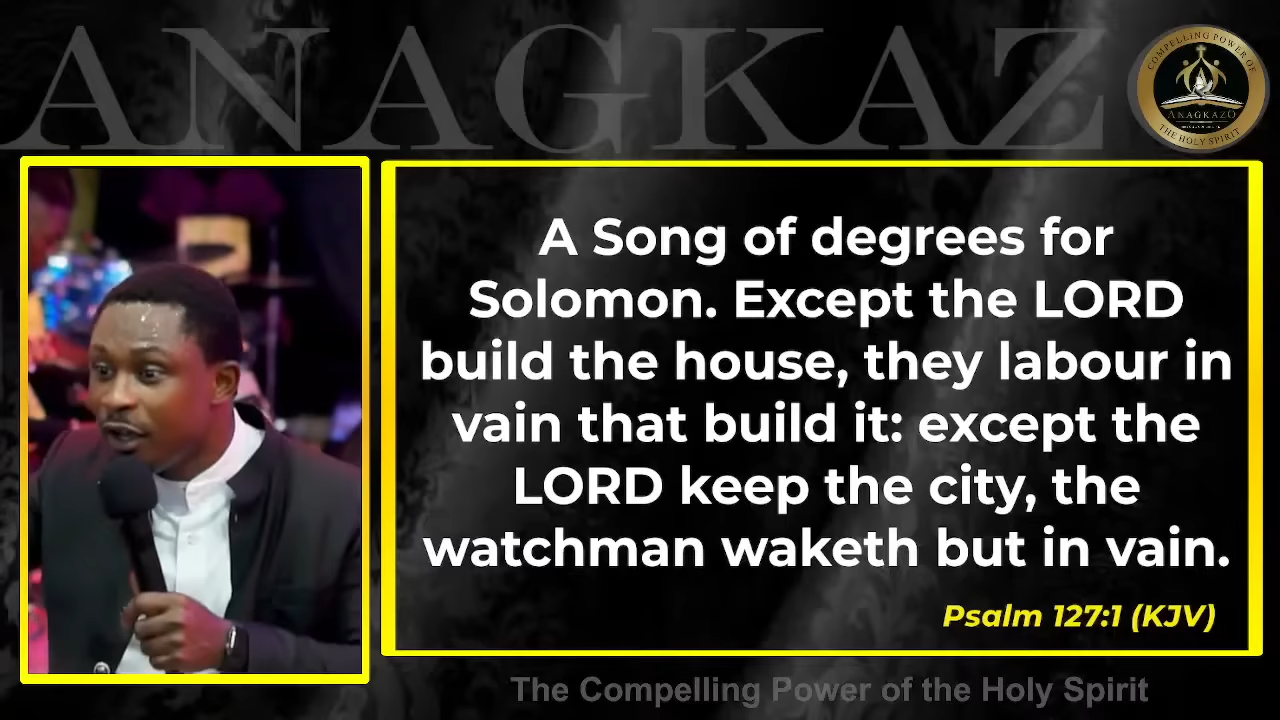 ANAGKAZO
COMPELLING POWER OF
ANAGKAZO
THE HOLY SPIRIT
A Song of degrees for
Solomon. Except the LORD
build the house, they labour in
vain that build it: except the
LORD keep the city, the
watchman waketh but in vain.
Psalm 127:1 (KJV)
The Compelling Power of the Holy Spirit